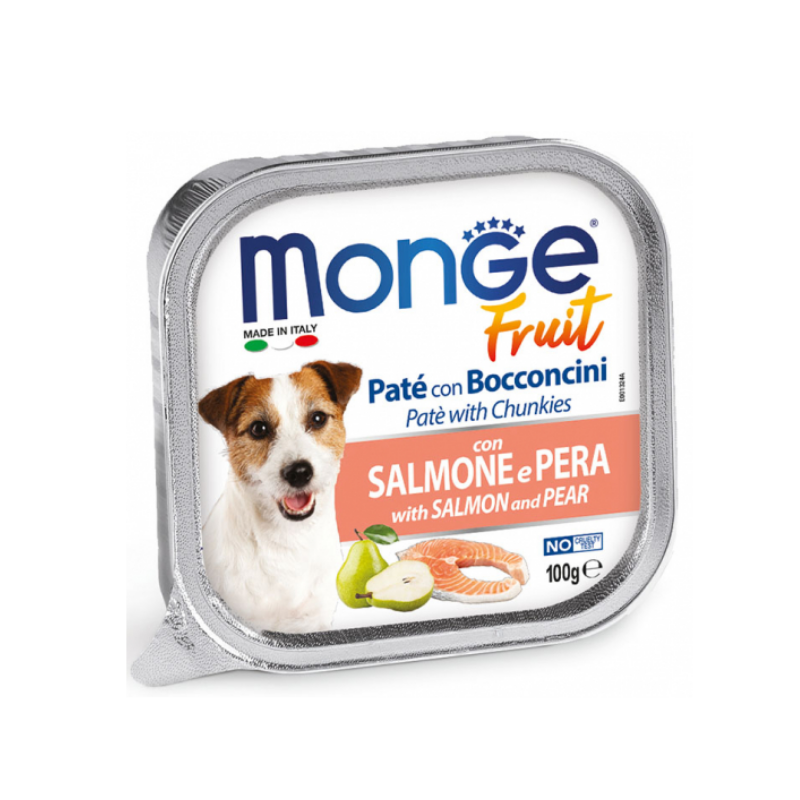 monGe®
Fruit
MADE IN ITALY
Paté con Bocconcini
Patè with Chunkies
con
SALMONE e PERA
with SALMON and PEAR
NO CRUELTY TEST
100g ℮
E001324A